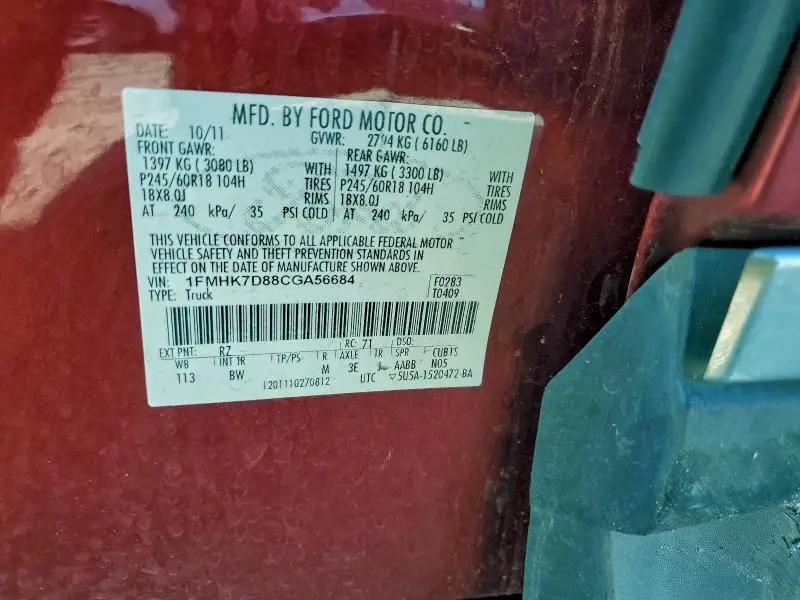 MFD. BY FORD MOTOR CO.
DATE: 10/11 GVWR: 2794 KG ( 6160 LB)
FRONT GAWR: REAR GAWR:
1397 KG ( 3080 LB) WITH 1497 KG ( 3300 LB) WITH
P245/60R18 104H TIRES P245/60R18 104H TIRES
18X8.0J RIMS 18X8.0J RIMS
AT 240 kPa/ 35 PSI COLD AT 240 kPa/ 35 PSI COLD
THIS VEHICLE CONFORMS TO ALL APPLICABLE FEDERAL MOTOR
VEHICLE SAFETY AND THEFT PREVENTION STANDARDS IN
EFFECT ON THE DATE OF MANUFACTURE SHOWN ABOVE.
VIN: 1FMHK7D88CGA56684 F0283
TYPE: Truck T0409
EXT PNT: RZ RC: 71 DSO:
WB INT TR TP/PS R AXLE TR SPR CUBTS
113 BW M 3E J AABB N05
1201110270812 UTC ▽5U5A-1520472-BA